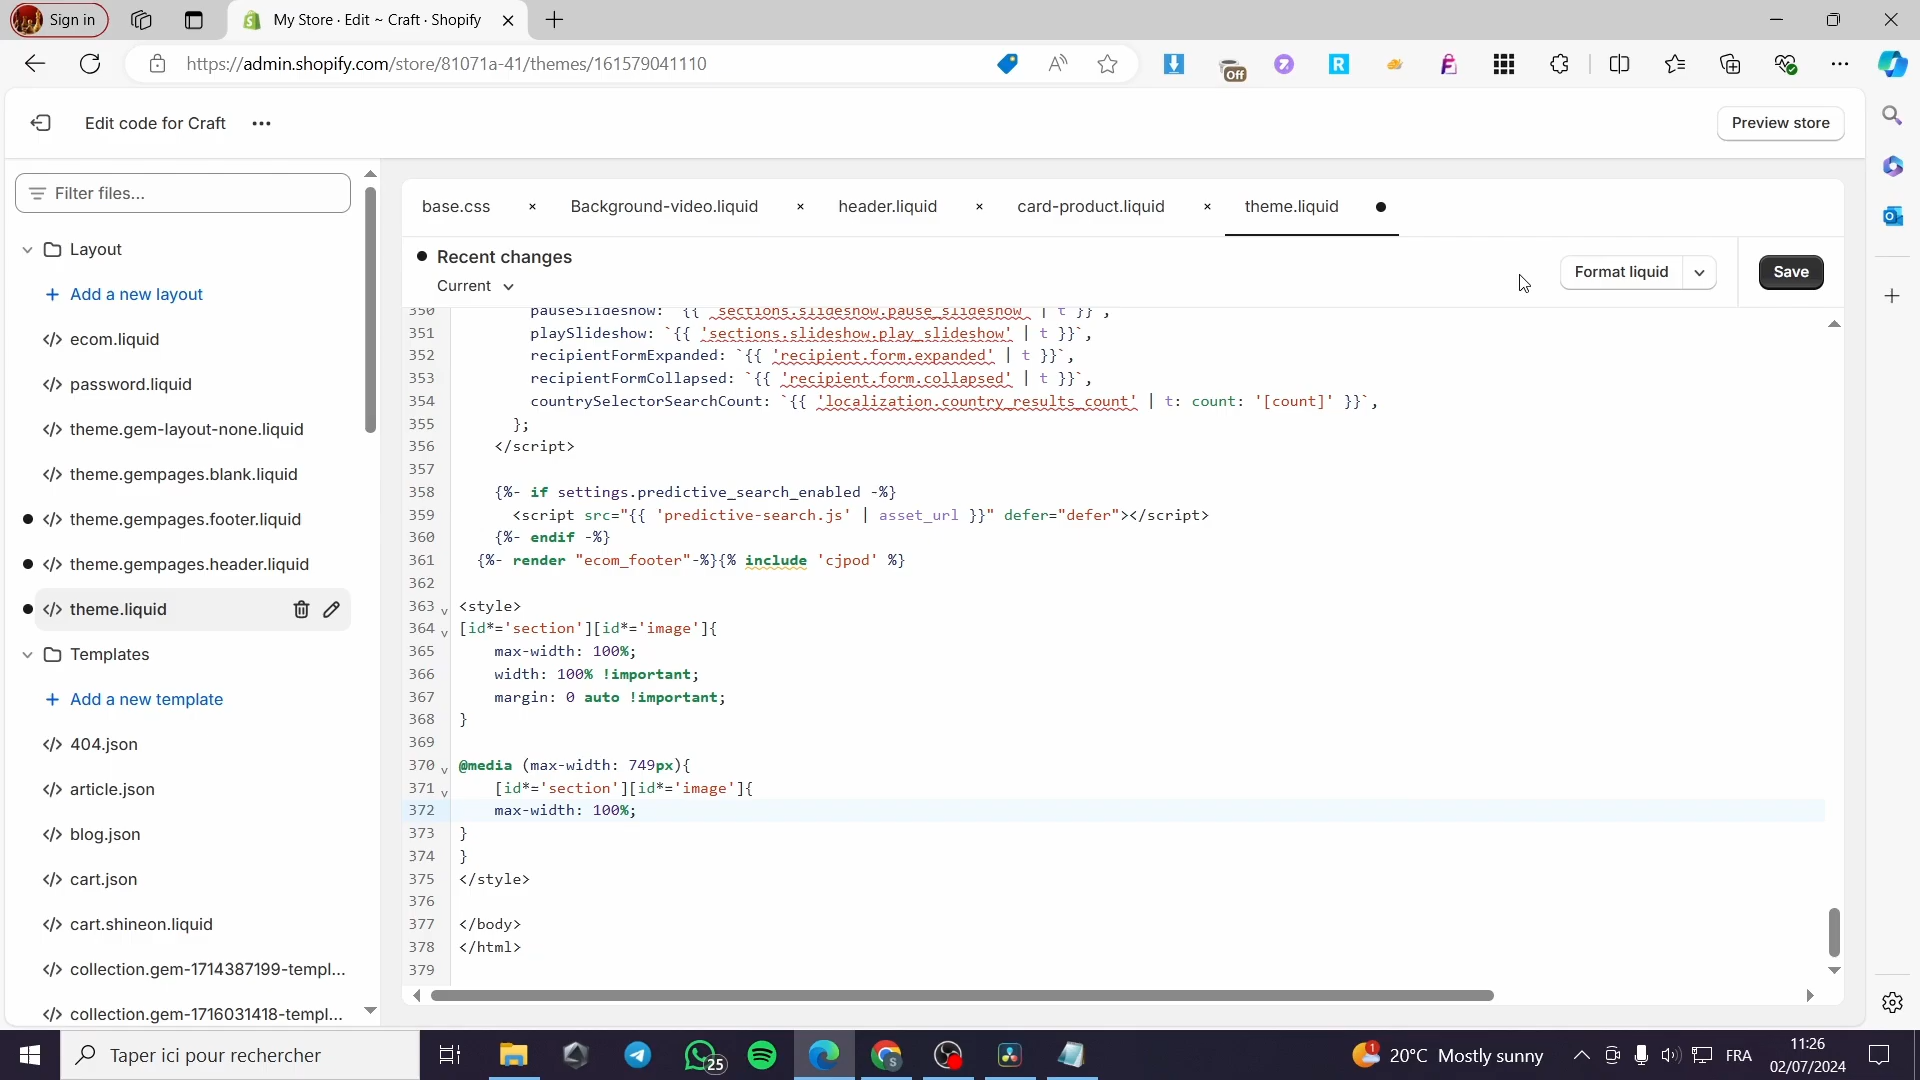 Sign in
My Store · Edit ~ Craft · Shopify
https://admin.shopify.com/store/81071a-41/themes/161579041110
Off
Edit code for Craft
Preview store
Filter files...
Layout
Add a new layout
ecom.liquid
password.liquid
theme.gem-layout-none.liquid
theme.gempages.blank.liquid
theme.gempages.footer.liquid
theme.gempages.header.liquid
theme.liquid
Templates
Add a new template
404.json
article.json
blog.json
cart.json
cart.shineon.liquid
collection.gem-1714387199-templ...
collection.gem-1716031418-templ...
base.css
Background-video.liquid
header.liquid
card-product.liquid
theme.liquid
Recent changes
Current
Format liquid
Save
350 pauseSlideshow: `{{ 'sections.slideshow.pause_slideshow' | t }}`,
351 playSlideshow: `{{ 'sections.slideshow.play_slideshow' | t }}`,
352 recipientFormExpanded: `{{ 'recipient.form.expanded' | t }}`,
353 recipientFormCollapsed: `{{ 'recipient.form.collapsed' | t }}`,
354 countrySelectorSearchCount: `{{ 'localization.country_results_count' | t: count: '[count]' }}`,
355 };
356 </script>
357
358 {%- if settings.predictive_search_enabled -%}
359 <script src="{{ 'predictive-search.js' | asset_url }}" defer="defer"></script>
360 {%- endif -%}
361 {%- render "ecom_footer"-%}{% include 'cjpod' %}
362
363 <style>
364 [id*='section'][id*='image']{
365 max-width: 100%;
366 width: 100% !important;
367 margin: 0 auto !important;
368 }
369
370 @media (max-width: 749px){
371 [id*='section'][id*='image']{
372 max-width: 100%;
373 }
374 }
375 </style>
376
377 </body>
378 </html>
379
Taper ici pour rechercher
25
1
20°C Mostly sunny
FRA
11:26
02/07/2024